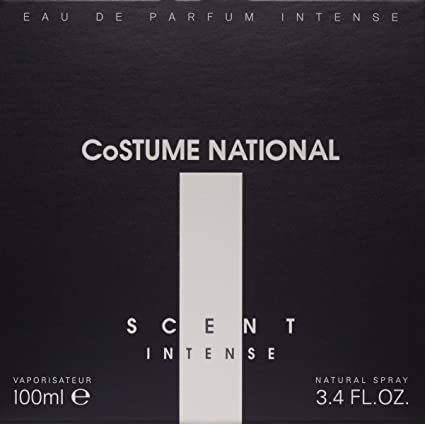 EAU DE PARFUM INTENSE
CoSTUME NATIONAL
SCENT
INTENSE
VAPORISATEUR
100ml ℮
NATURAL SPRAY
3.4 FL.OZ.